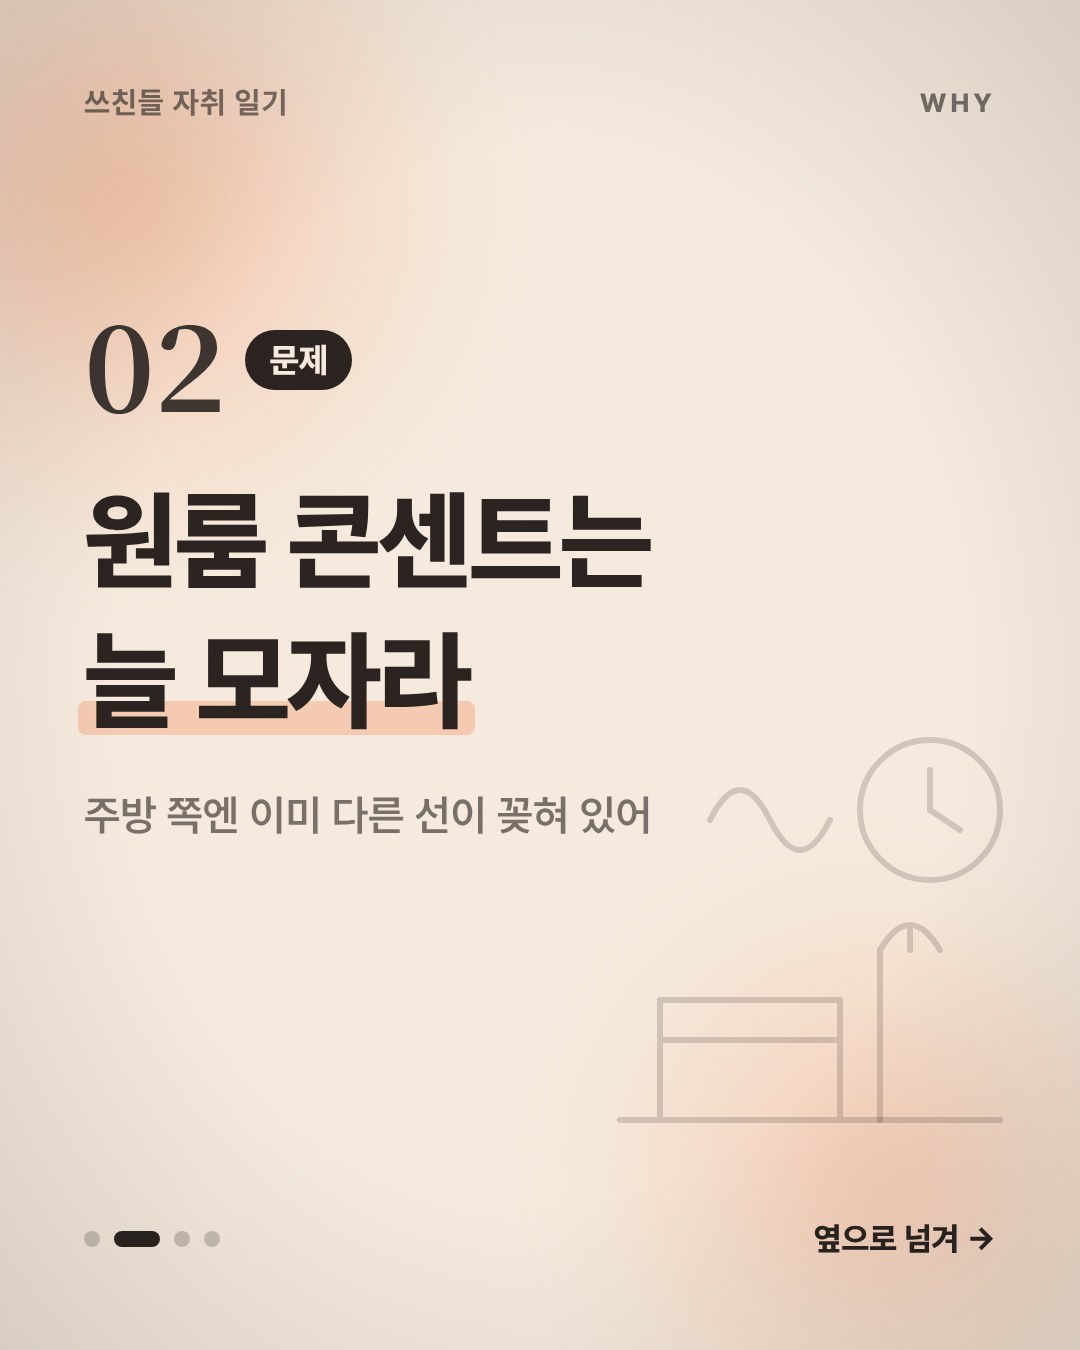 쓰친들 자취 일기
WHY
02 문제
원룸 콘센트는
늘 모자라
주방 쪽엔 이미 다른 선이 꽂혀 있어
옆으로 넘겨 →